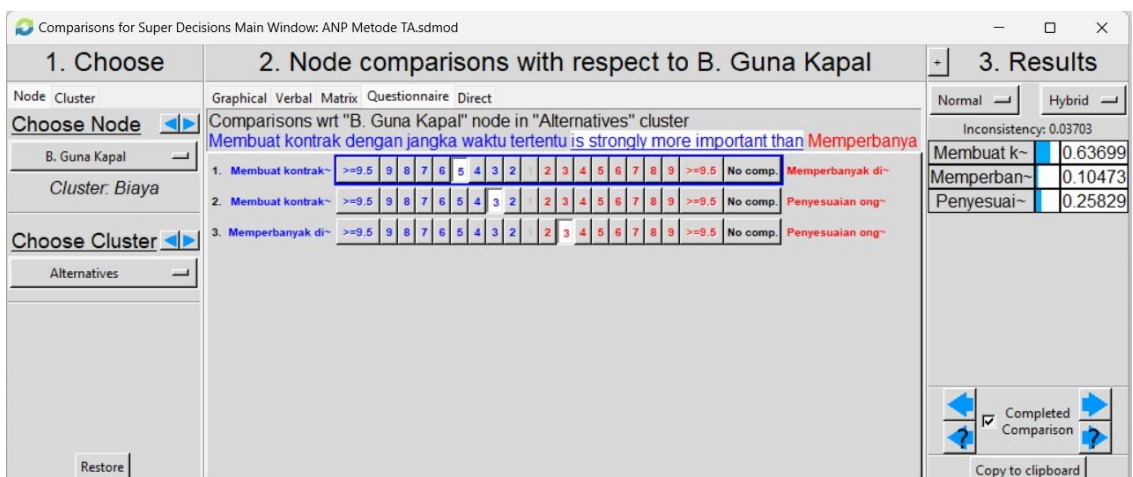 Comparisons for Super Decisions Main Window: ANP Metode TA.sdmod
1. Choose
Node Cluster
Choose Node
B. Guna Kapal
Cluster: Biaya
Choose Cluster
Alternatives
Restore
2. Node comparisons with respect to B. Guna Kapal
Graphical Verbal Matrix Questionnaire Direct
Comparisons wrt "B. Guna Kapal" node in "Alternatives" cluster
Membuat kontrak dengan jangka waktu tertentu is strongly more important than Memperbanya
1. Membuat kontrak~ >=9.5 9 8 7 6 5 4 3 2 1 2 3 4 5 6 7 8 9 >=9.5 No comp. Memperbanyak di~
2. Membuat kontrak~ >=9.5 9 8 7 6 5 4 3 2 1 2 3 4 5 6 7 8 9 >=9.5 No comp. Penyesuaian ong~
3. Memperbanyak di~ >=9.5 9 8 7 6 5 4 3 2 1 2 3 4 5 6 7 8 9 >=9.5 No comp. Penyesuaian ong~
+ 3. Results
Normal Hybrid
Inconsistency: 0.03703
Membuat k~ 0.63699
Memperban~ 0.10473
Penyesuai~ 0.25829
Completed
Comparison
? ?
Copy to clipboard